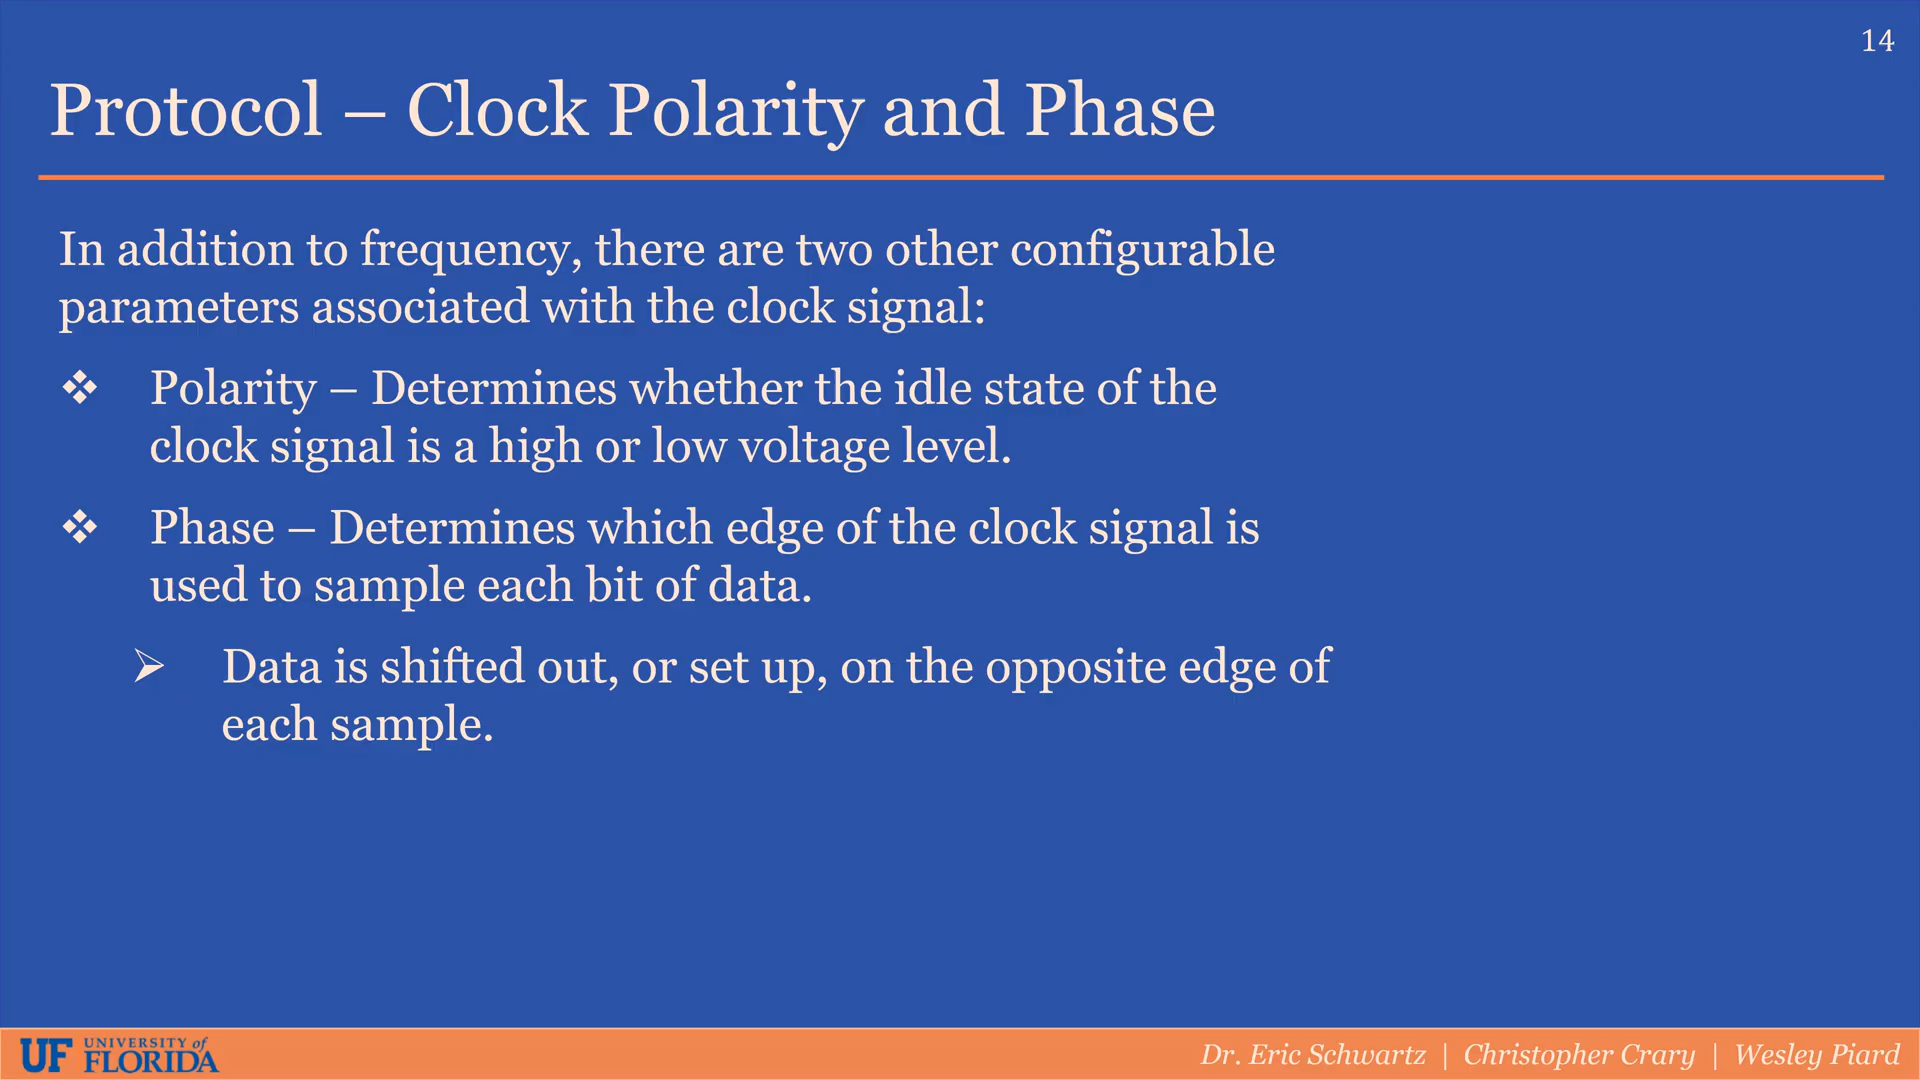 14
Protocol – Clock Polarity and Phase
In addition to frequency, there are two other configurable
parameters associated with the clock signal:
❖ Polarity – Determines whether the idle state of the
clock signal is a high or low voltage level.
❖ Phase – Determines which edge of the clock signal is
used to sample each bit of data.
➢ Data is shifted out, or set up, on the opposite edge of
each sample.
UF UNIVERSITY of
FLORIDA
Dr. Eric Schwartz | Christopher Crary | Wesley Piard